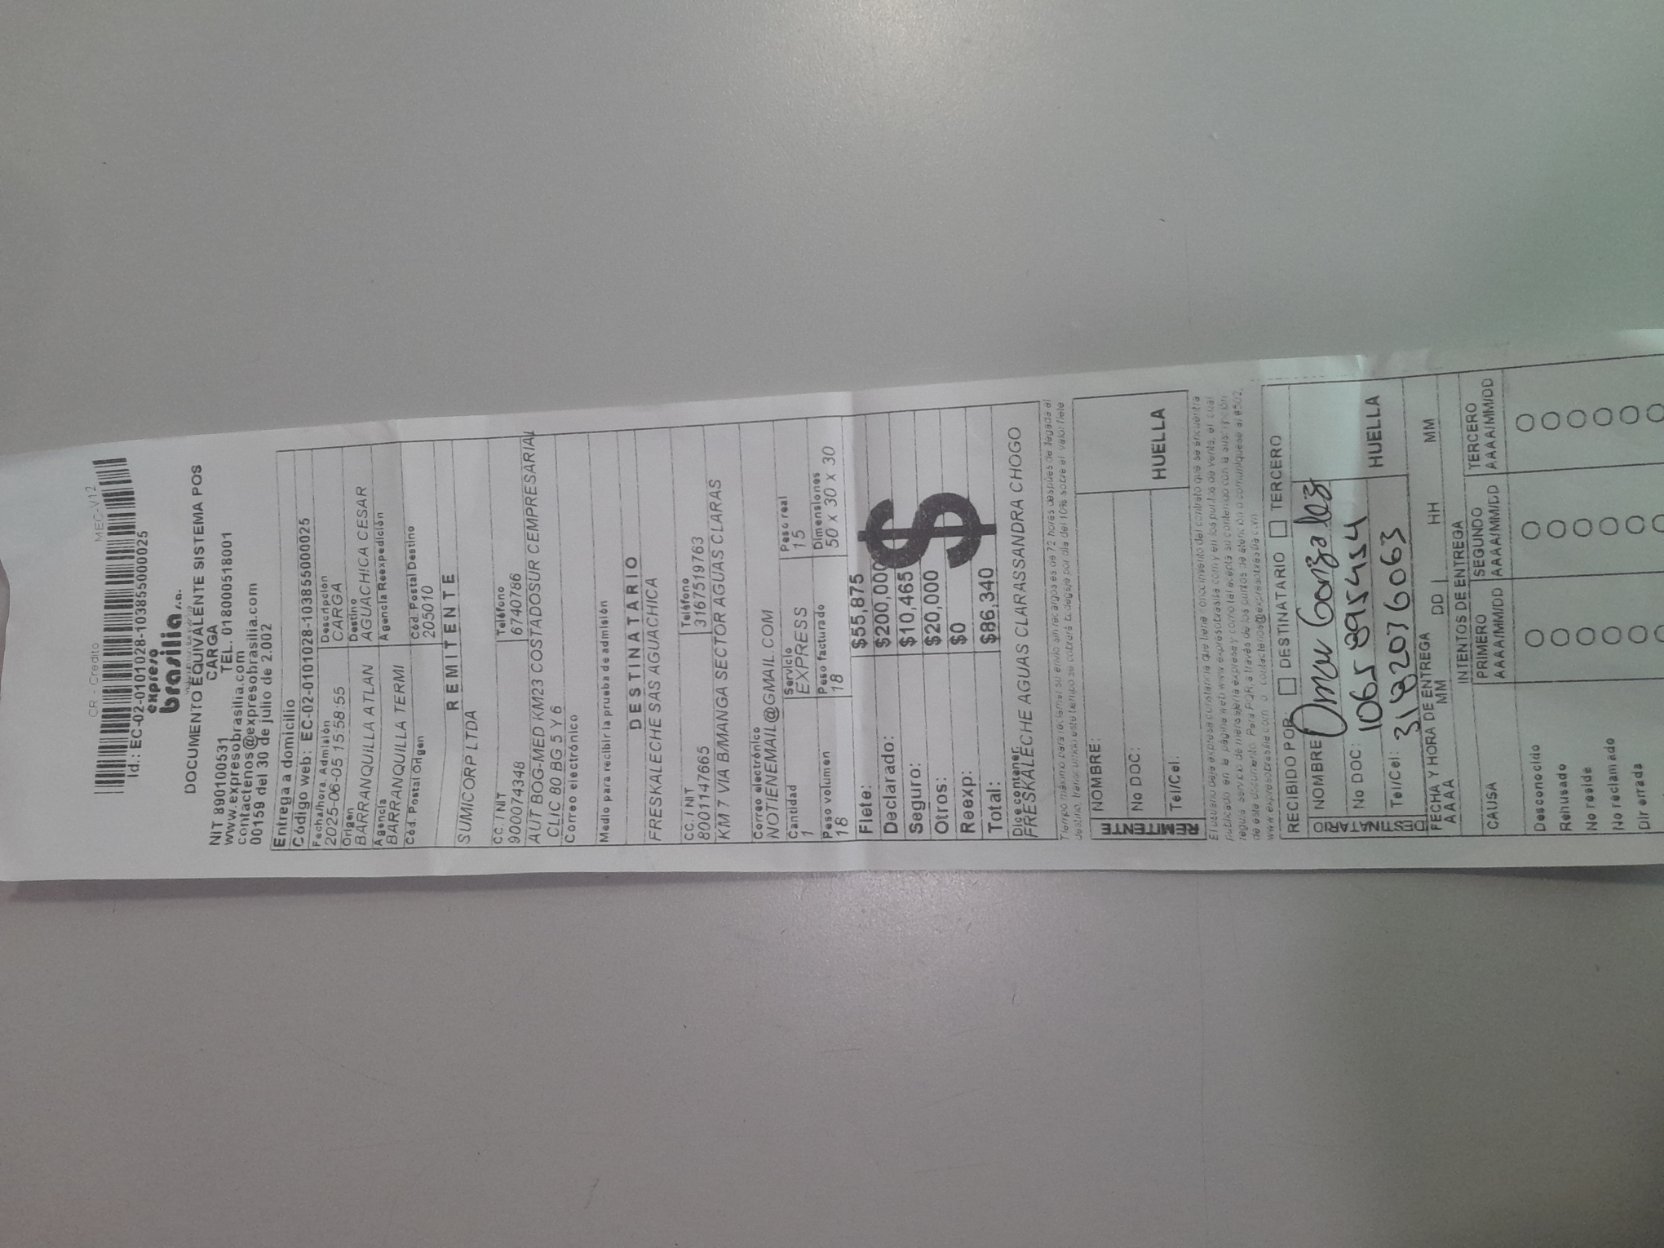 CR - Crédito MEC-V12
Id.: EC-02-0101028-1038550000025
expreso
brasilia s.a.
DOCUMENTO EQUIVALENTE SISTEMA POS
CARGA
NIT 890100531 TEL. 018000518001
www.expresobrasilia.com
contactenos@expresobrasilia.com
00159 del 30 de julio de 2.002
Entrega a domicilio
Código web: EC-02-0101028-1038550000025
Fecha/hora. Admisión Descripción
2025-06-05 15:58:55 CARGA
Origen Destino
BARRANQUILLA ATLAN AGUACHICA CESAR
Agencia Agencia Reexpedición
BARRANQUILLA TERMI
Cód. Postal Origen Cód. Postal Destino
205010
REMITENTE
SUMICORP LTDA
CC / NIT Teléfono
900074348 6740786
AUT BOG-MED KM23 COSTADOSUR CEMPRESARIAL
CLIC 80 BG 5 Y 6
Correo electrónico
Medio para recibir la prueba de admisión
DESTINATARIO
FRESKALECHE SAS AGUACHICA
CC / NIT Teléfono
8001147665 3167519763
KM 7 VIA B/MANGA SECTOR AGUAS CLARAS
Correo electrónico
NOTIENEMAIL@GMAIL.COM
Cantidad Servicio Peso real
1 EXPRESS 15
Peso volumen Peso facturado Dimensiones
18 18 50 x 30 x 30
Flete: $55,875
Declarado: $200,000
Seguro: $10,465
Otros: $20,000
Reexp: $0
Total: $86,340
$
$
Dice contener
FRESKALECHE AGUAS CLARASSANDRA CHOGO
REMITENTE
NOMBRE:
No DOC:
Tel/Cel:
HUELLA
RECIBIDO POR: DESTINATARIO TERCERO
DESTINATARIO
NOMBRE Omar Gonzalez
No DOC: 1065895454
Tel/Cel: 3182076063
HUELLA
FECHA Y HORA DE ENTREGA
AAAA MM DD HH MM
INTENTOS DE ENTREGA
CAUSA PRIMERO SEGUNDO TERCERO
AAAA/MM/DD AAAA/MM/DD AAAA/MM/DD
Desconocido
Rehusado
No reside
No reclamado
Dir errada